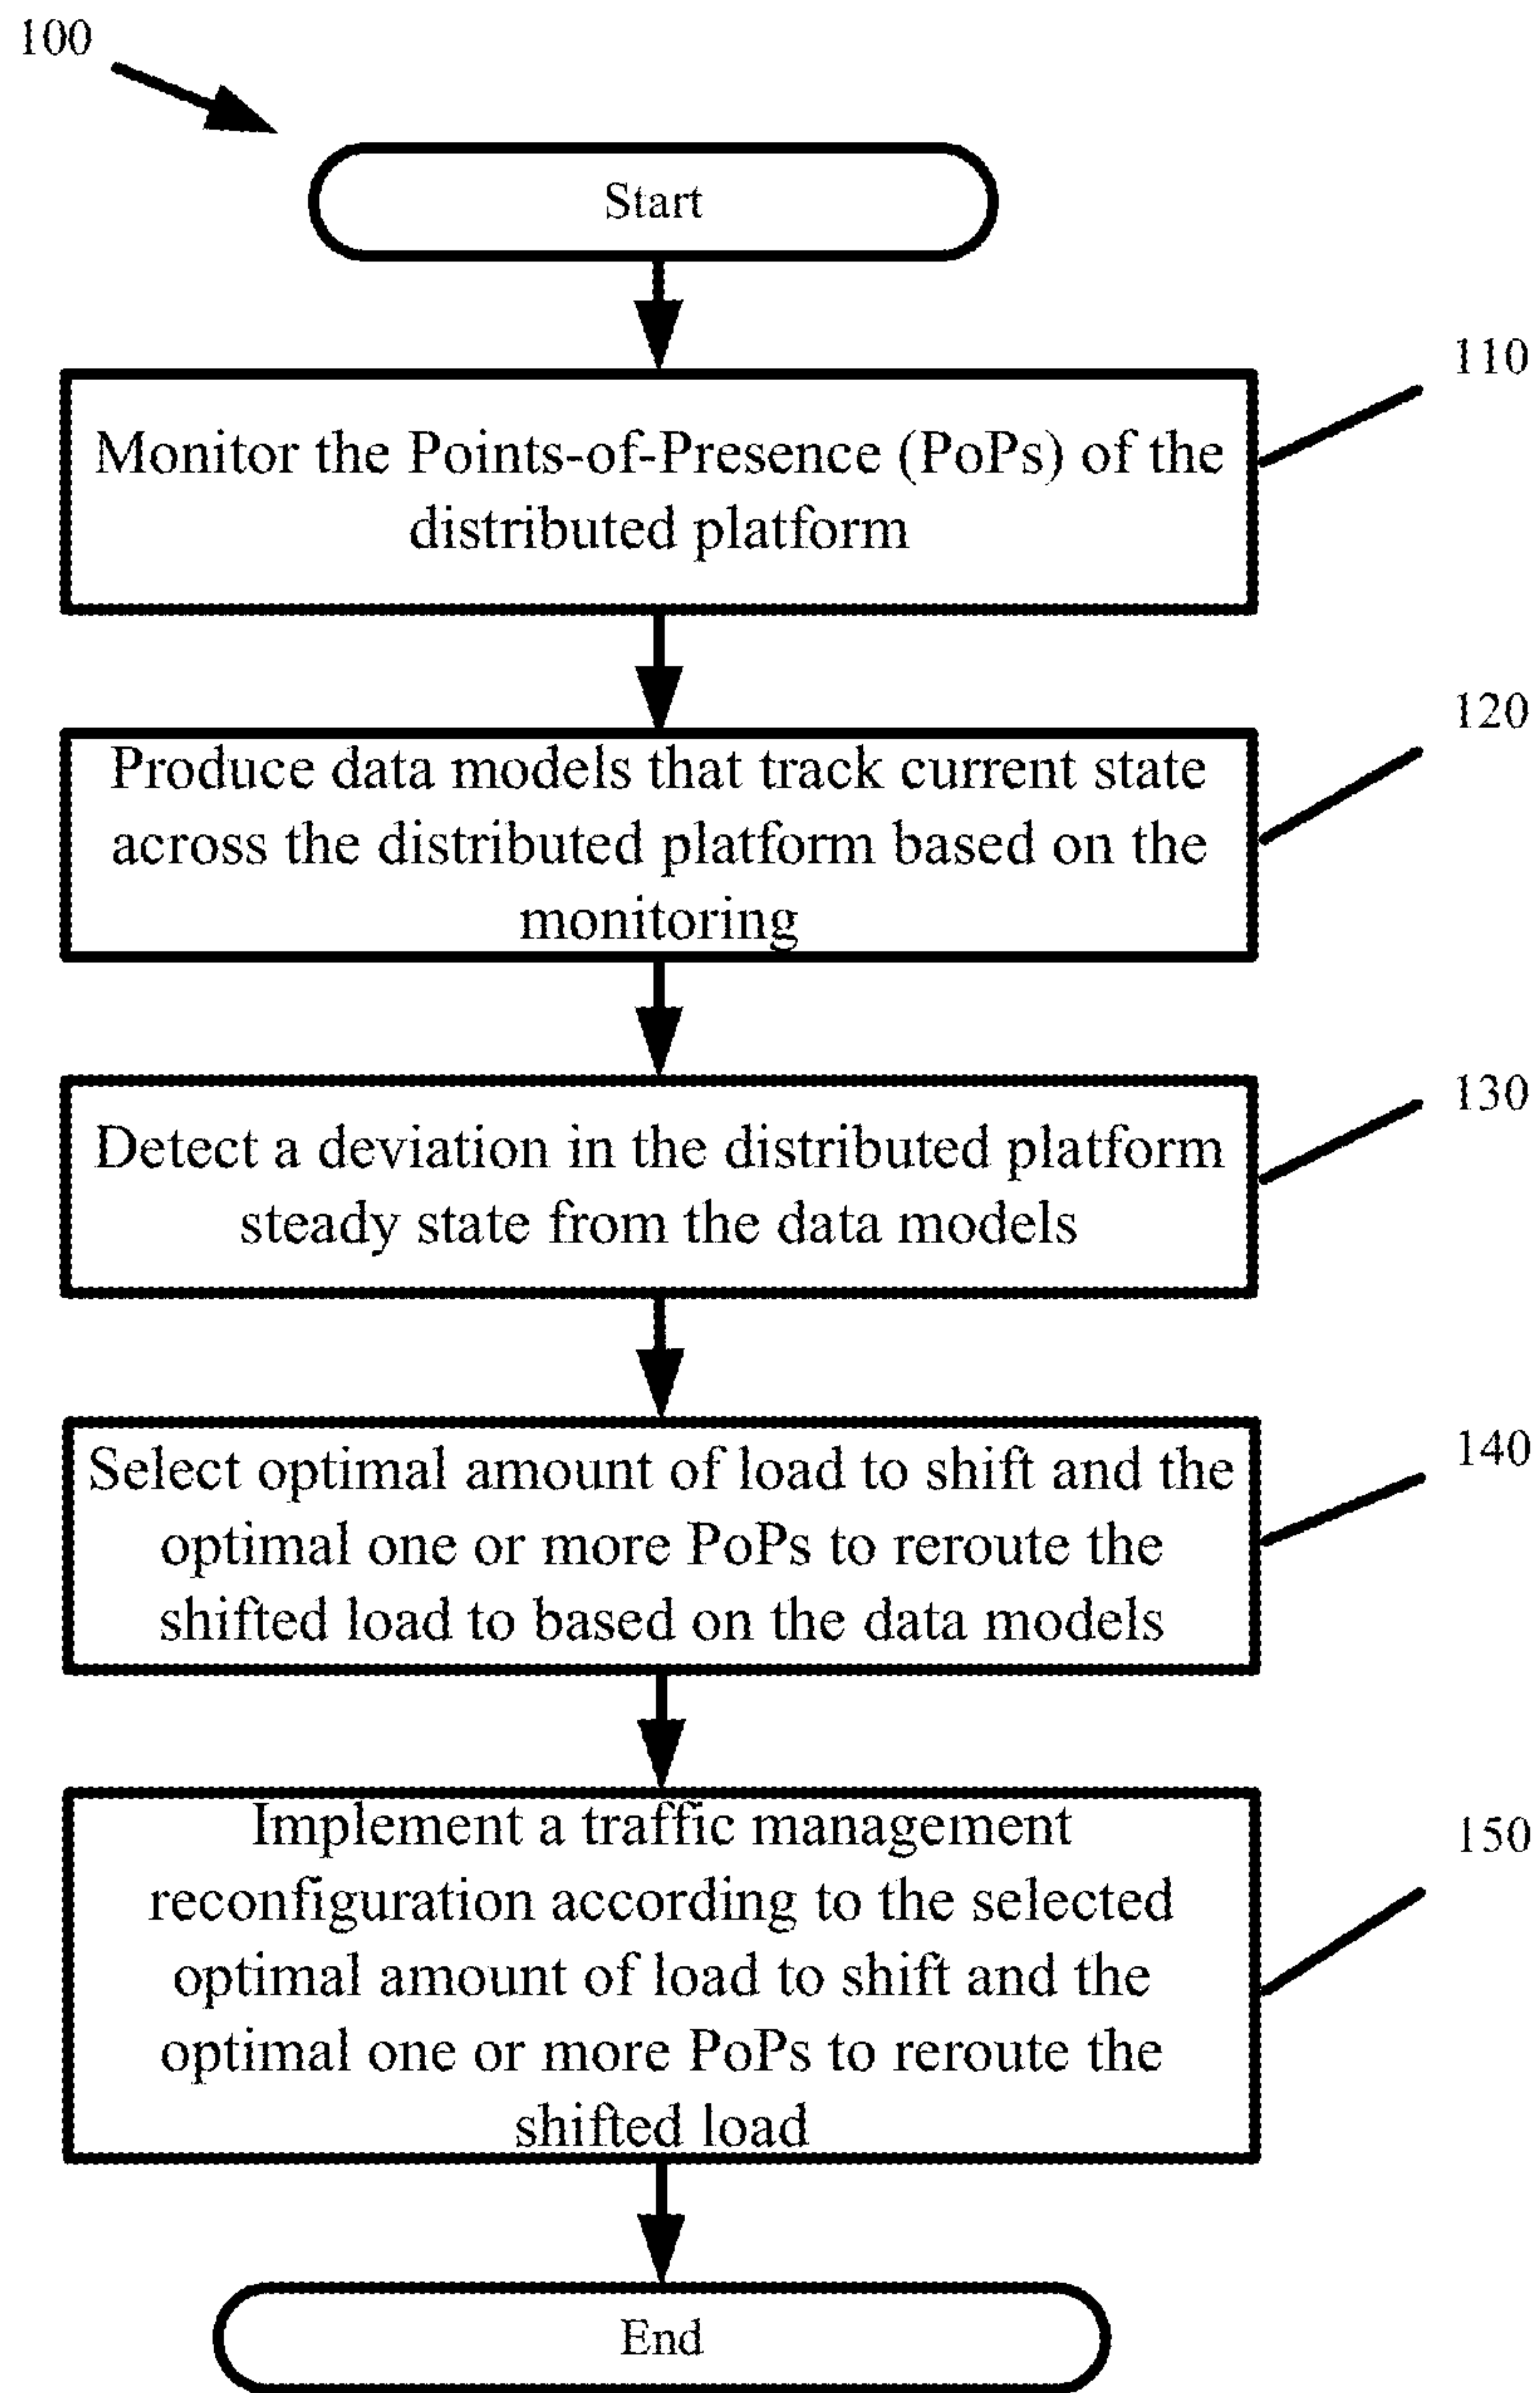 100
Start
110
Monitor the Points-of-Presence (PoPs) of the
distributed platform
120
Produce data models that track current state
across the distributed platform based on the
monitoring
130
Detect a deviation in the distributed platform
steady state from the data models
140
Select optimal amount of load to shift and the
optimal one or more PoPs to reroute the
shifted load to based on the data models
150
Implement a traffic management
reconfiguration according to the selected
optimal amount of load to shift and the
optimal one or more PoPs to reroute the
shifted load
End